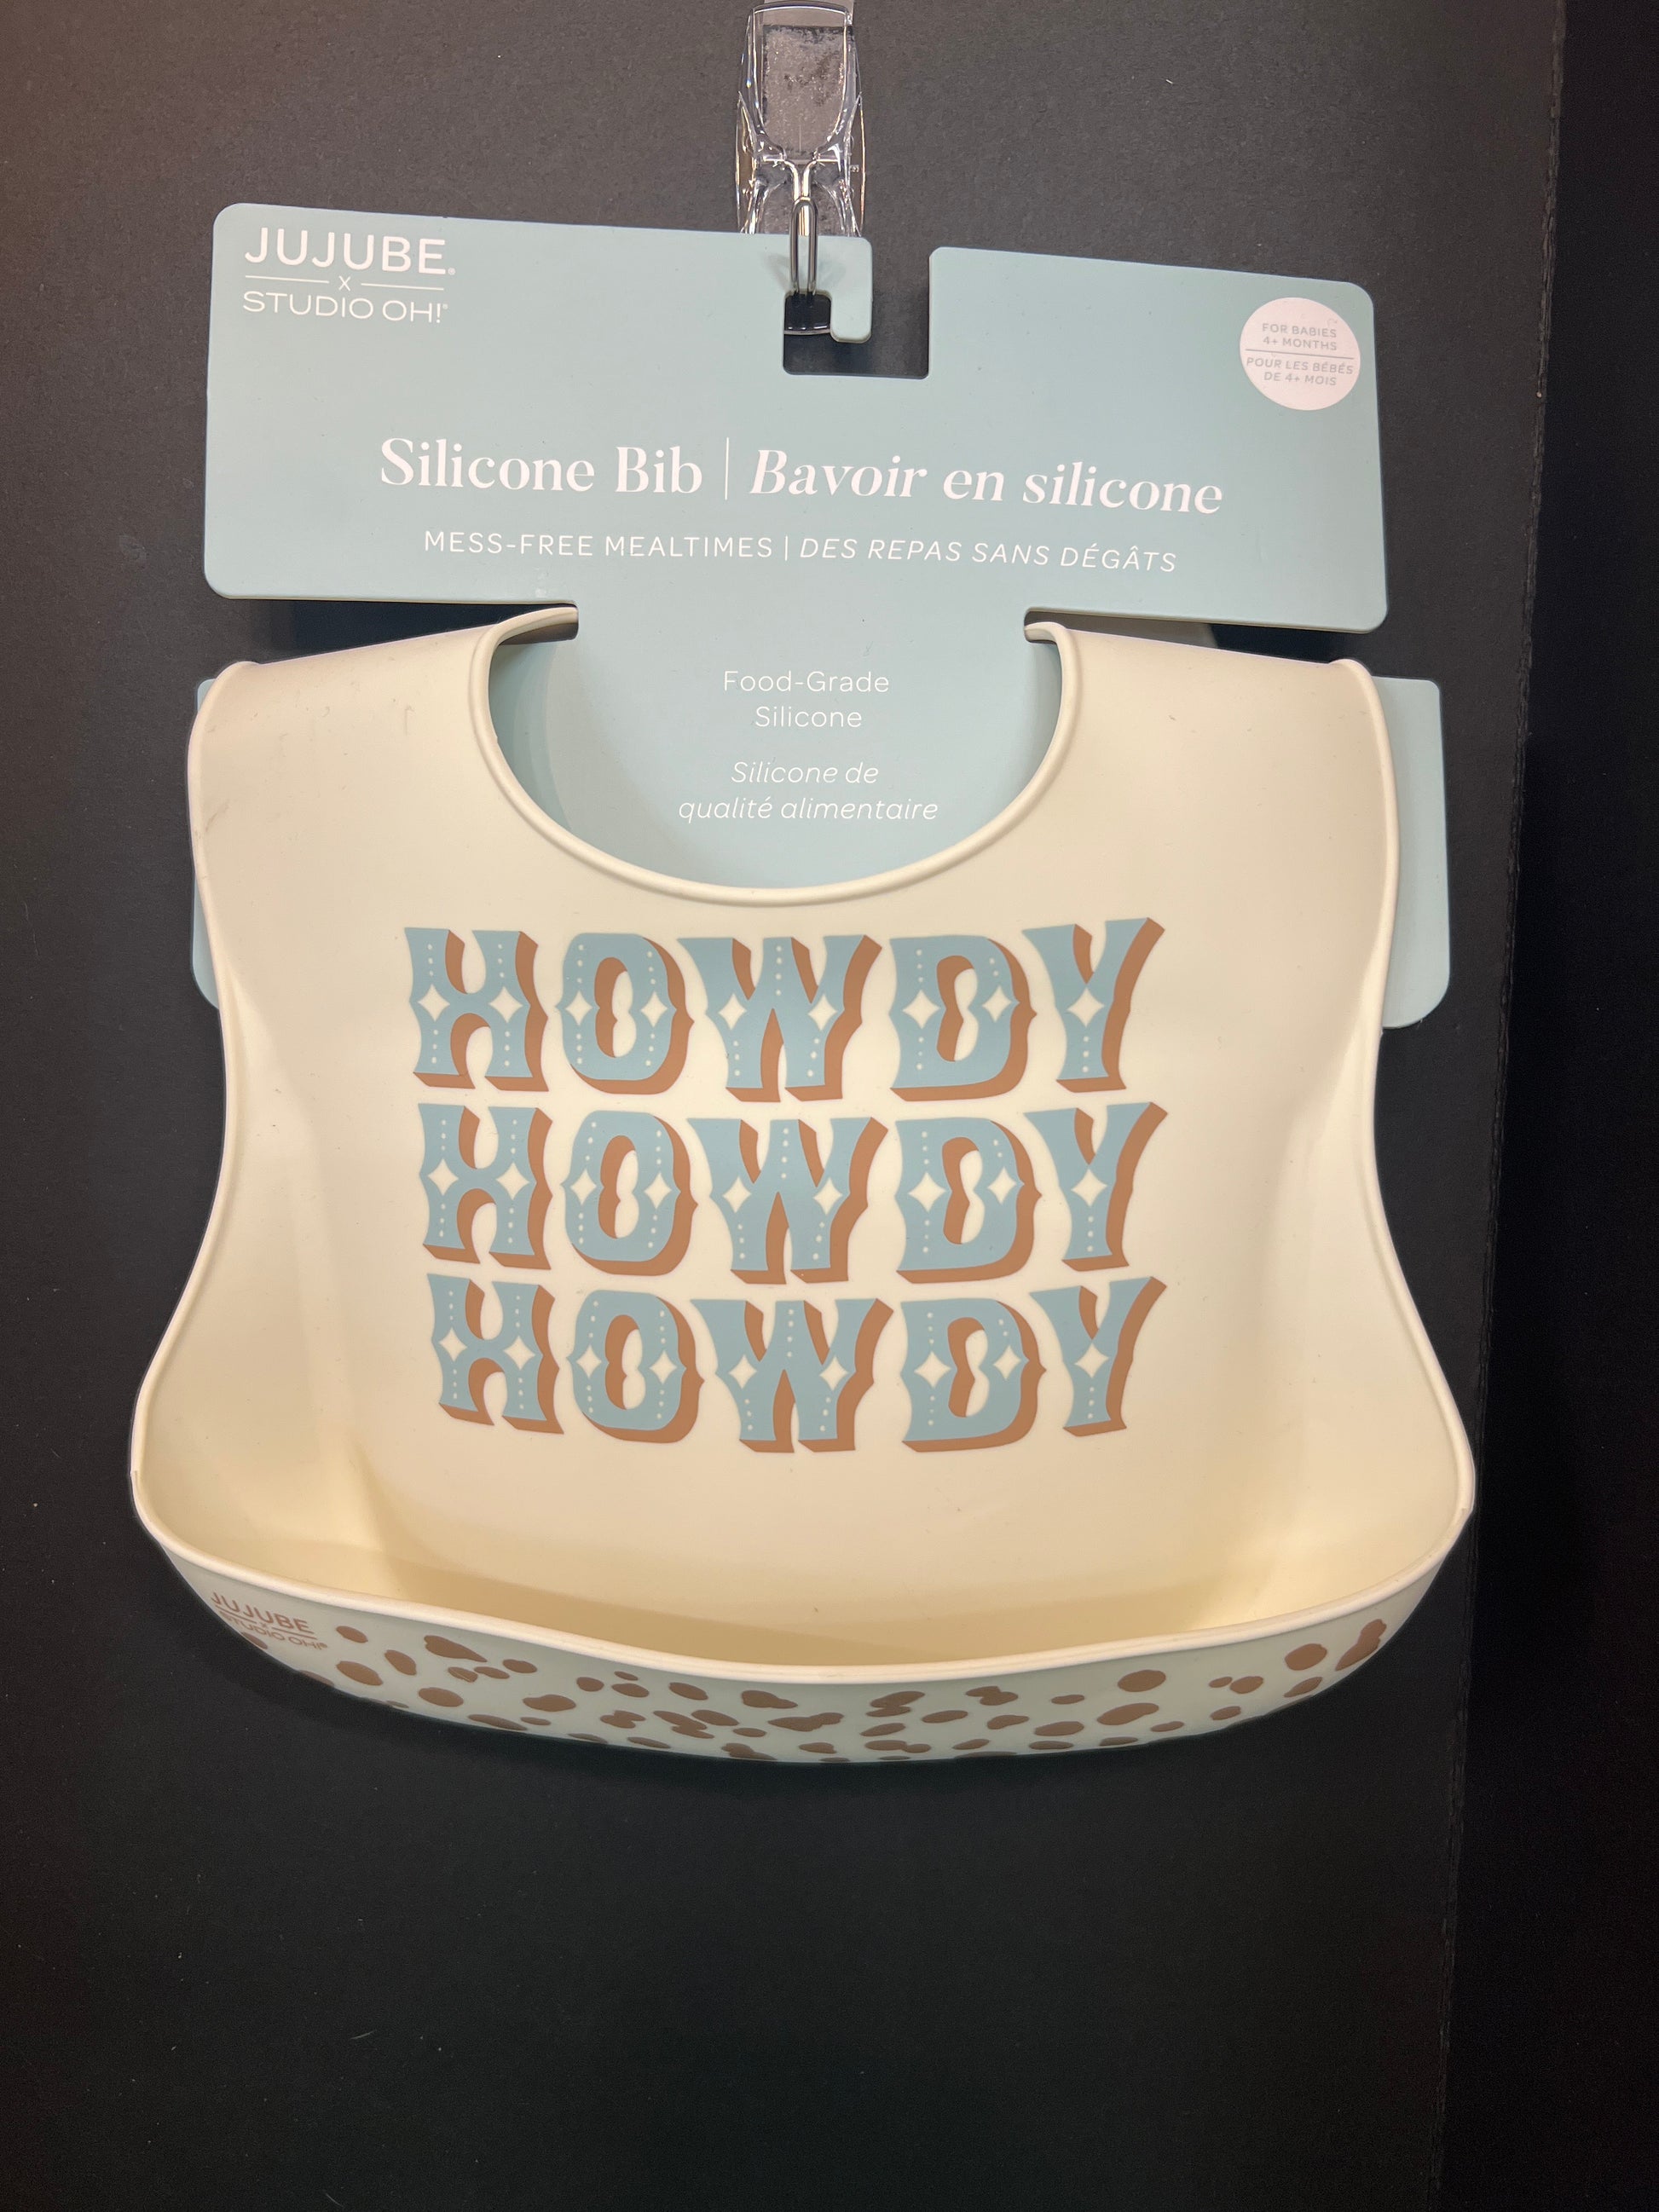 JUJUBE®
X
STUDIO OH!®
FOR BABIES
4+ MONTHS
POUR LES BÉBÉS
DE 4+ MOIS
Silicone Bib | Bavoir en silicone
MESS-FREE MEALTIMES | DES REPAS SANS DÉGÂTS
Food-Grade
Silicone
Silicone de
qualité alimentaire
HOWDY
HOWDY
HOWDY
JUJUBE
X
STUDIO OH!®